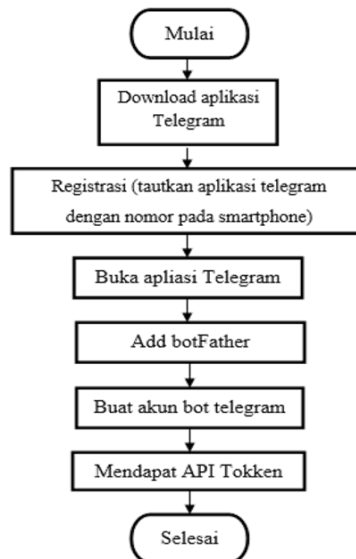 Mulai
Download aplikasi
Telegram
Registrasi (tautkan aplikasi telegram
dengan nomor pada smartphone)
Buka apliasi Telegram
Add botFather
Buat akun bot telegram
Mendapat API Tokken
Selesai